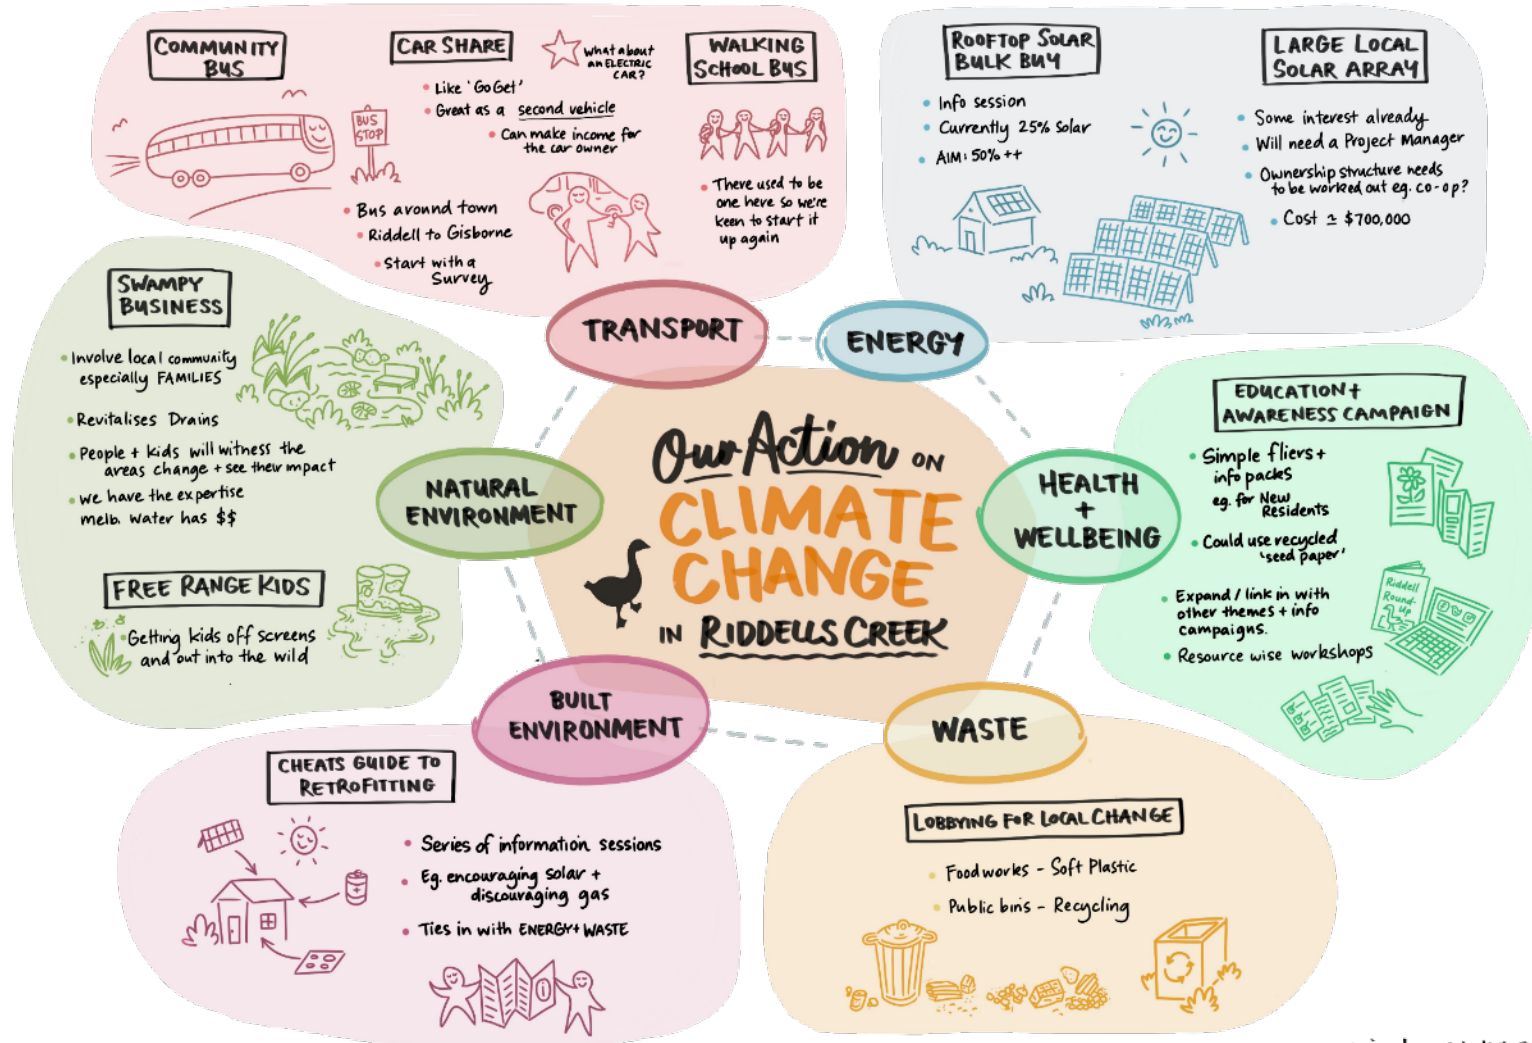 COMMUNITY
BUS
BUS
STOP
Bus around town
Riddell to Gisborne
Start with a
Survey
CAR SHARE
what about
an ELECTRIC
CAR?
Like 'GoGet'
Great as a second vehicle
Can make income for
the car owner
WALKING
SCHOOL BUS
There used to be
one here so we're
keen to start it
up again
ROOFTOP SOLAR
BULK BUY
Info session
Currently 25% Solar
AIM: 50% ++
LARGE LOCAL
SOLAR ARRAY
Some interest already
Will need a Project Manager
Ownership structure needs
to be worked out eg. co-op?
Cost ≃ $700,000
TRANSPORT
ENERGY
SWAMPY
BUSINESS
Involve local community
especially FAMILIES
Revitalises Drains
People + kids will witness the
areas change + see their impact
we have the expertise
melb. Water has $$
FREE RANGE KIDS
Getting kids off screens
and out into the wild
NATURAL
ENVIRONMENT
Our Action ON
CLIMATE
CHANGE
IN RIDDELLS CREEK
HEALTH
+
WELLBEING
EDUCATION +
AWARENESS CAMPAIGN
Simple fliers +
info packs
eg. for New
Residents
Could use recycled
'seed paper'
Expand / link in with
other themes + info
campaigns.
Resource wise workshops
Riddell
Round-
Up
BUILT
ENVIRONMENT
CHEATS GUIDE TO
RETROFITTING
Series of information sessions
Eg. encouraging solar +
discouraging gas
Ties in with ENERGY + WASTE
WASTE
LOBBYING FOR LOCAL CHANGE
Foodworks - Soft Plastic
Public bins - Recycling